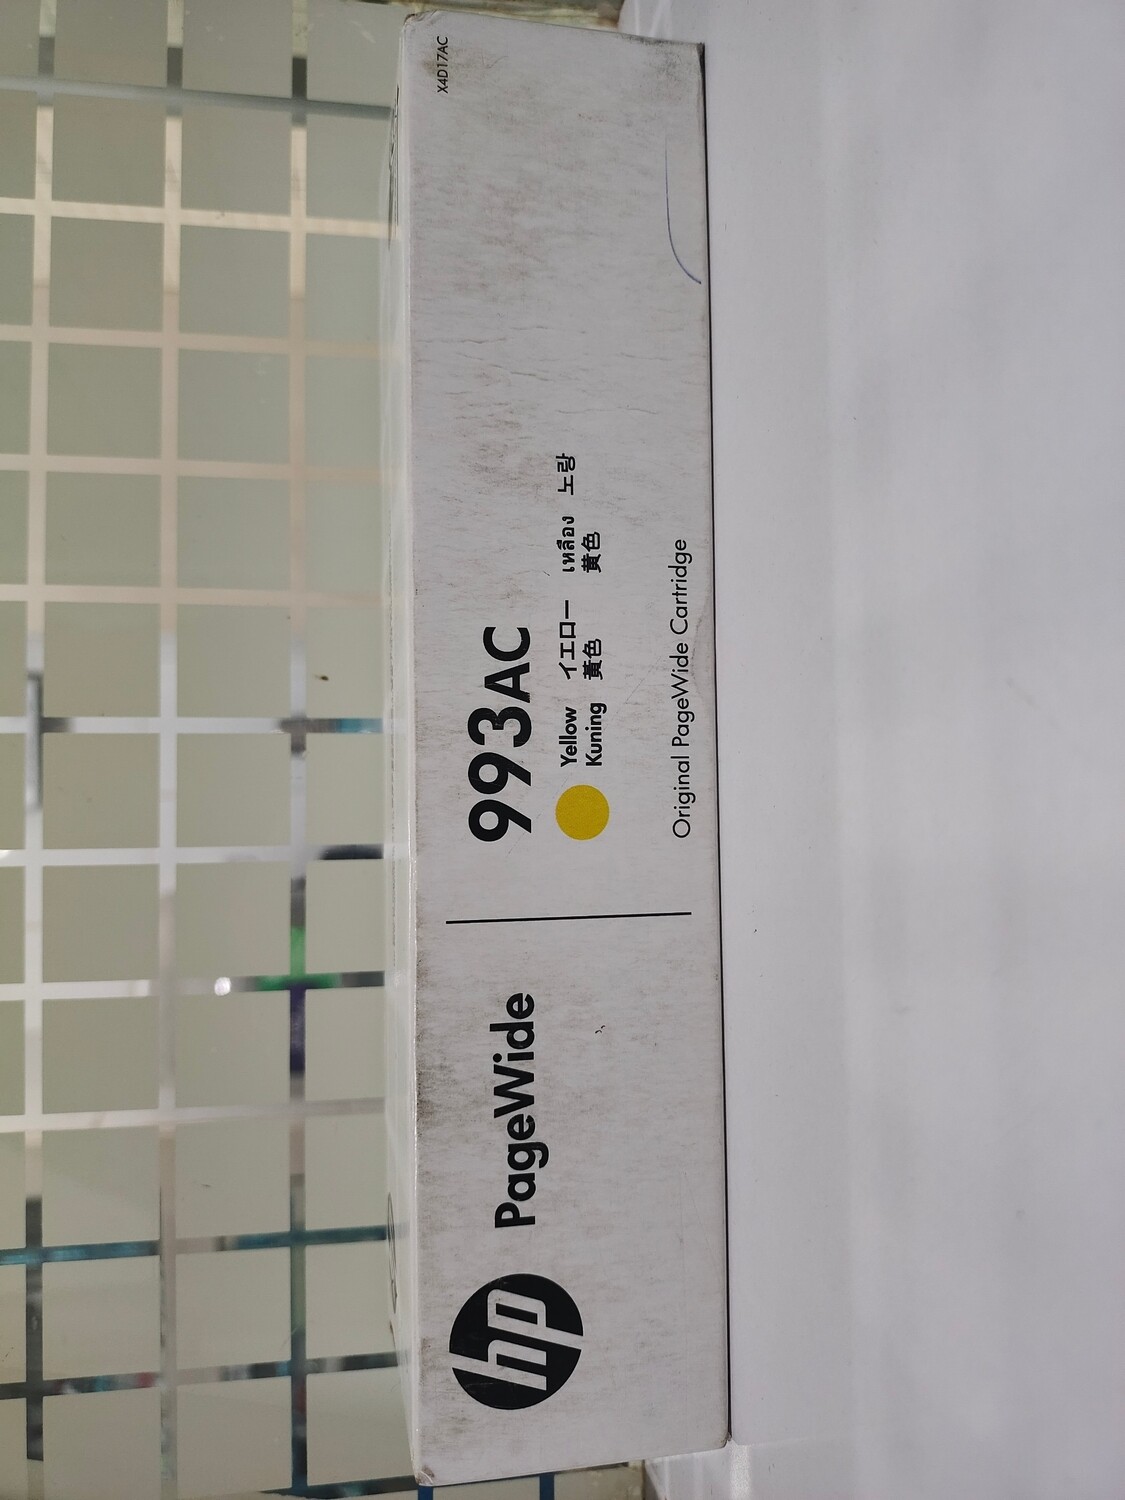 hp
PageWide
993AC
Yellow イエロー เหลือง 노랑
Kuning 黃色 黄色
Original PageWide Cartridge
X4D17AC